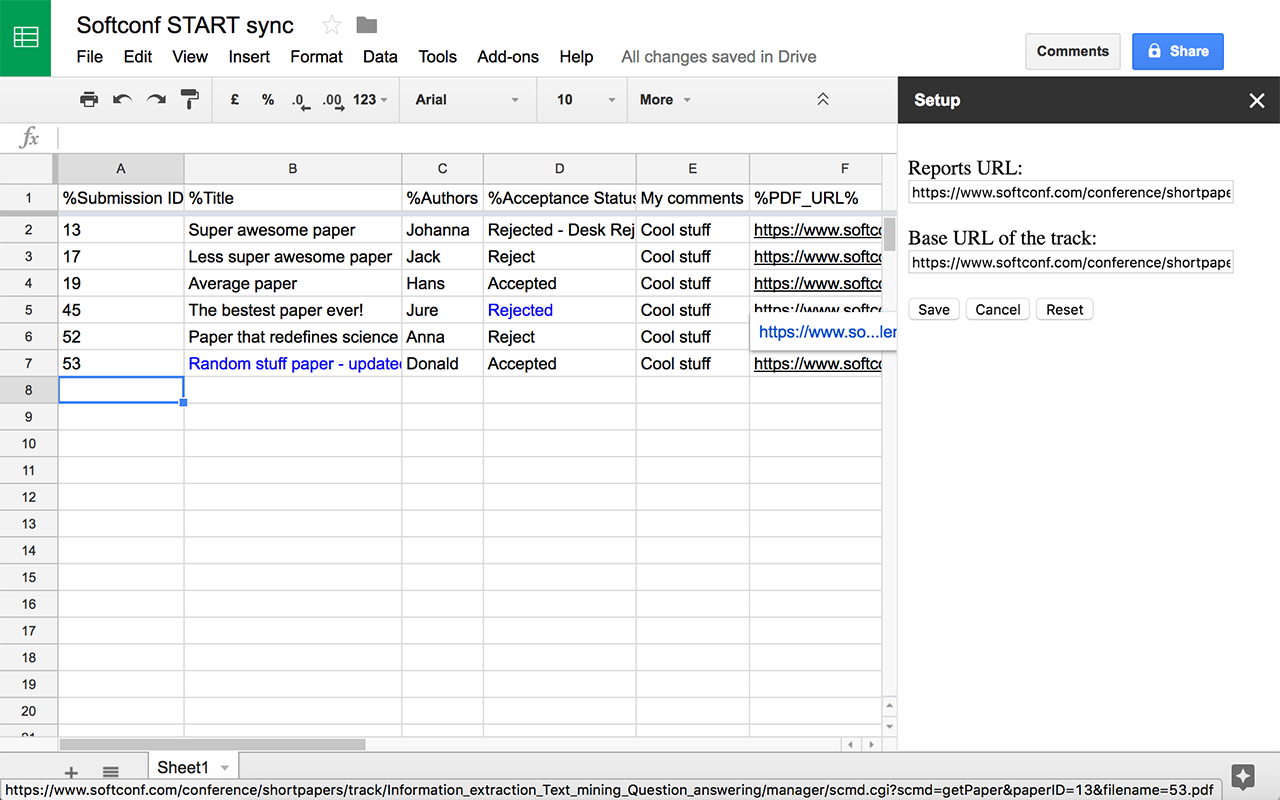 Softconf START sync
File Edit View Insert Format Data Tools Add-ons Help All changes saved in Drive
Comments Share
£ % .0 .00 123 Arial 10 More
Setup
fx
A B C D E F
1 %Submission ID %Title %Authors %Acceptance Status My comments %PDF_URL%
2 13 Super awesome paper Johanna Rejected - Desk Rej Cool stuff https://www.softco
3 17 Less super awesome paper Jack Reject Cool stuff https://www.softco
4 19 Average paper Hans Accepted Cool stuff https://www.softco
5 45 The bestest paper ever! Jure Rejected Cool stuff https://www.softco
6 52 Paper that redefines science Anna Reject Cool stuff https://www.so...ler
7 53 Random stuff paper - updated Donald Accepted Cool stuff https://www.softco
8
9
10
11
12
13
14
15
16
17
18
19
20
21
Reports URL:
https://www.softconf.com/conference/shortpape
Base URL of the track:
https://www.softconf.com/conference/shortpape
Save Cancel Reset
+ Sheet1
https://www.softconf.com/conference/shortpapers/track/Information_extraction_Text_mining_Question_answering/manager/scmd.cgi?scmd=getPaper&paperID=13&filename=53.pdf